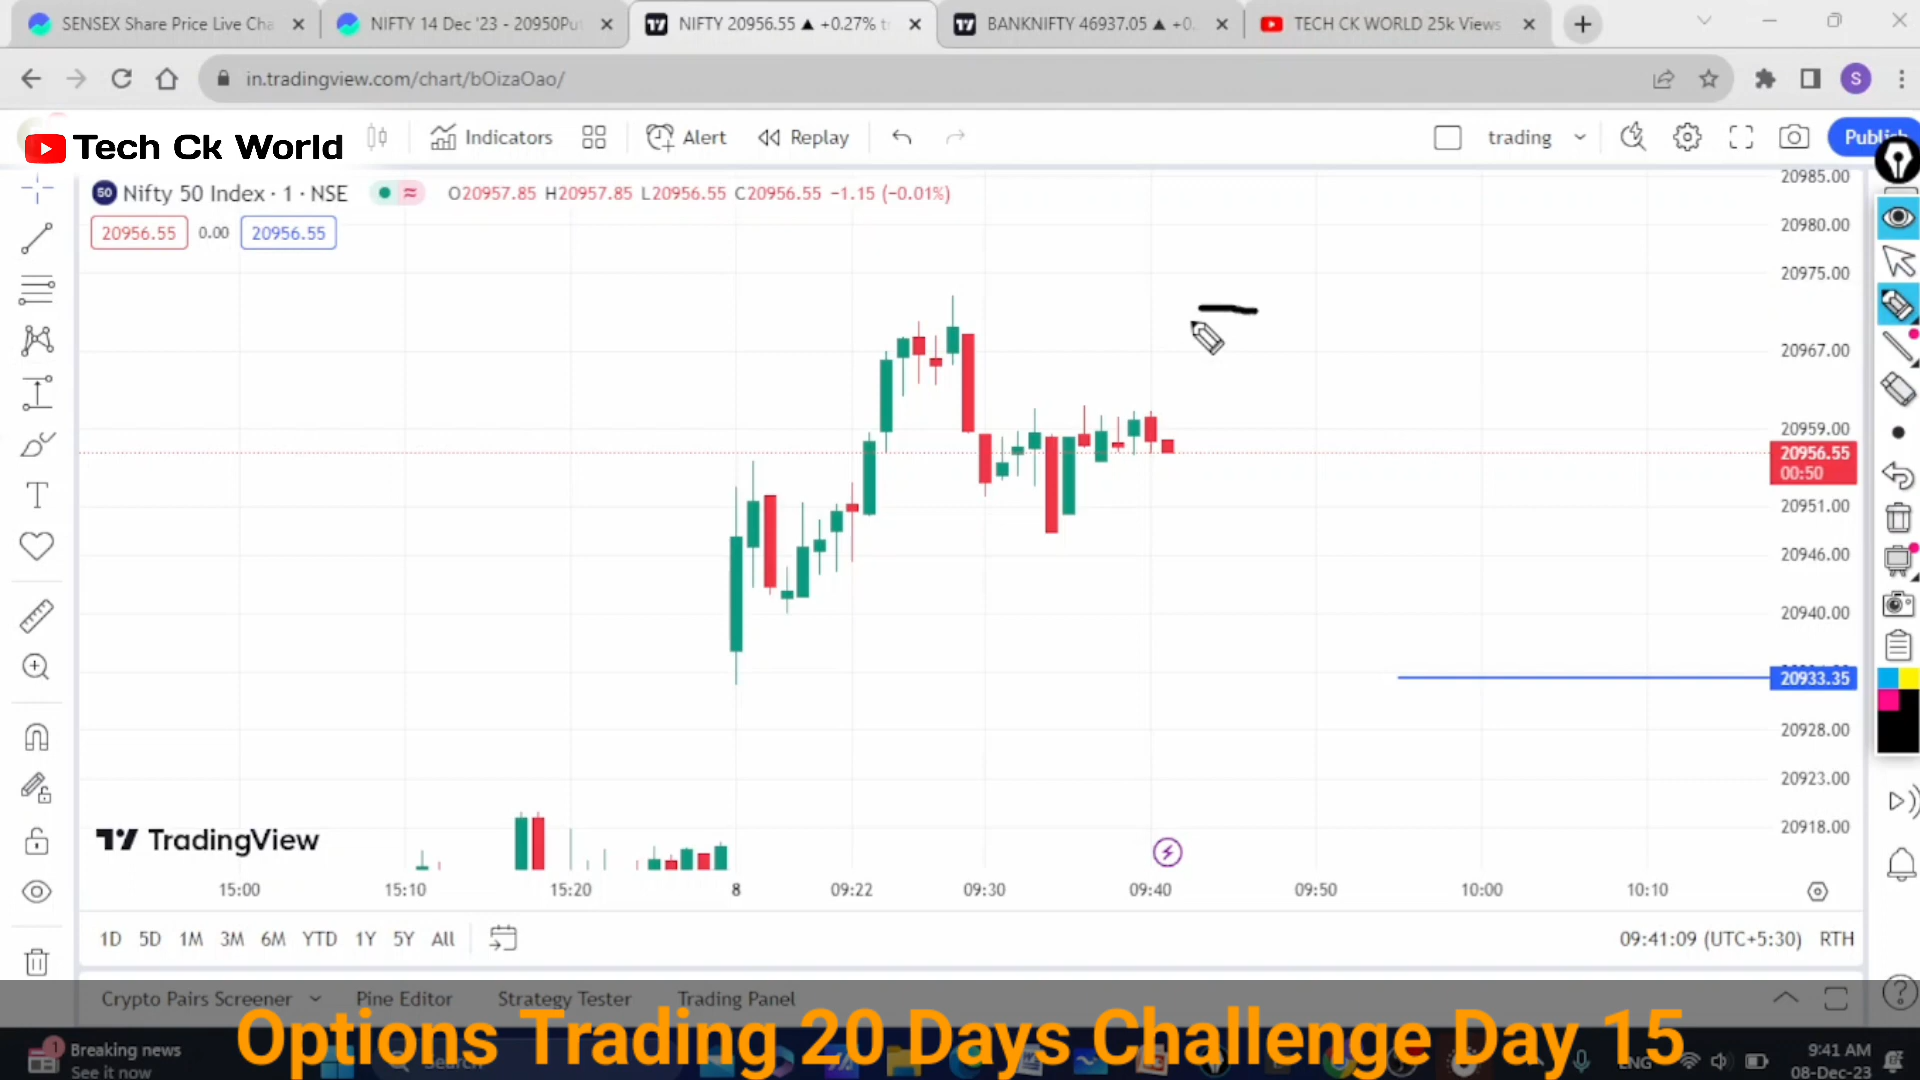 SENSEX Share Price Live Cha
NIFTY 14 Dec '23 - 20950Put
NIFTY 20956.55 ▲ +0.27% t
BANKNIFTY 46937.05 ▲ +0.
TECH CK WORLD 25k Views
in.tradingview.com/chart/bOizaOao/
S
Tech Ck World
Indicators
Alert
Replay
trading
Publish
50
Nifty 50 Index · 1 · NSE
O20957.85 H20957.85 L20956.55 C20956.55 −1.15 (−0.01%)
20956.55 0.00 20956.55
20985.00
20980.00
20975.00
20967.00
20959.00
20956.55
00:50
20951.00
20946.00
20940.00
20933.35
20928.00
20923.00
20918.00
TradingView
15:00 15:10 15:20 8 09:22 09:30 09:40 09:50 10:00 10:10
1D 5D 1M 3M 6M YTD 1Y 5Y All
09:41:09 (UTC+5:30) RTH
Crypto Pairs Screener Pine Editor Strategy Tester Trading Panel
Options Trading 20 Days Challenge Day 15
1
Breaking news
See it now
Search
ENG
9:41 AM
08-Dec-23